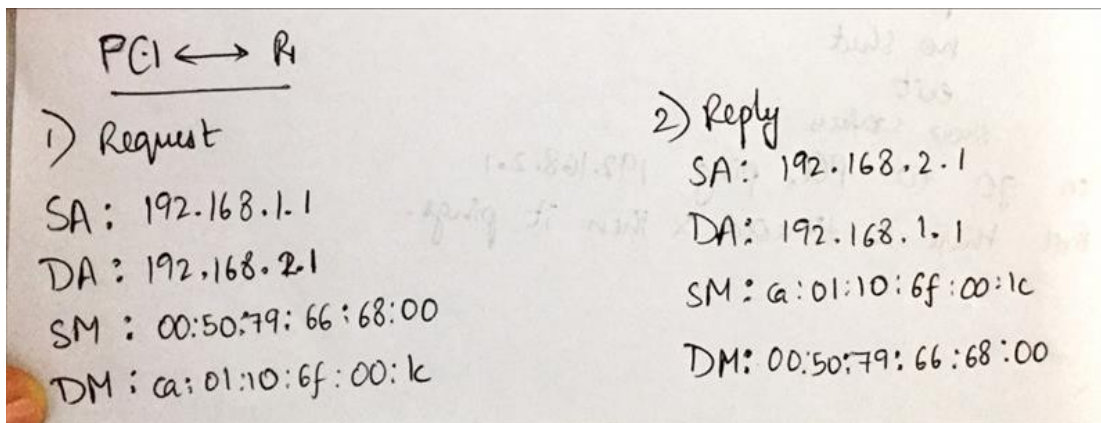 PC1 ↔ R1
1) Request
SA: 192.168.1.1
DA: 192.168.2.1
SM: 00:50:79:66:68:00
DM: ca:01:10:6f:00:1c
2) Reply
SA: 192.168.2.1
DA: 192.168.1.1
SM: ca:01:10:6f:00:1c
DM: 00:50:79:66:68:00